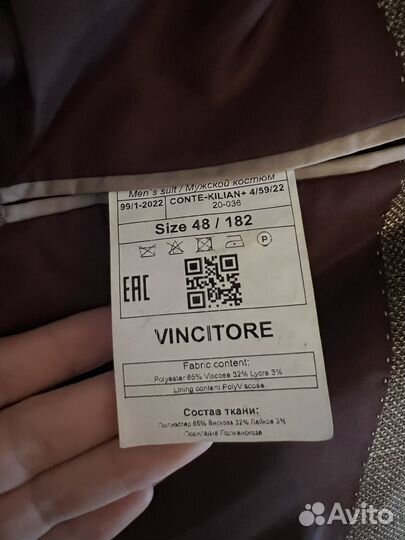 Men's suit / Мужской костюм
99/1-2022 CONTE-KILIAN+ 4/59/22
20-036
Size 48 / 182
P
EAC
VINCITORE
Fabric content:
Polyester 65% Viscose 32% Lycra 3%
Lining content PolyViscose
Состав ткани:
Полиэстер 65% Вискоза 32% Лайкра 3%
Подкладка Поливискоза
Avito